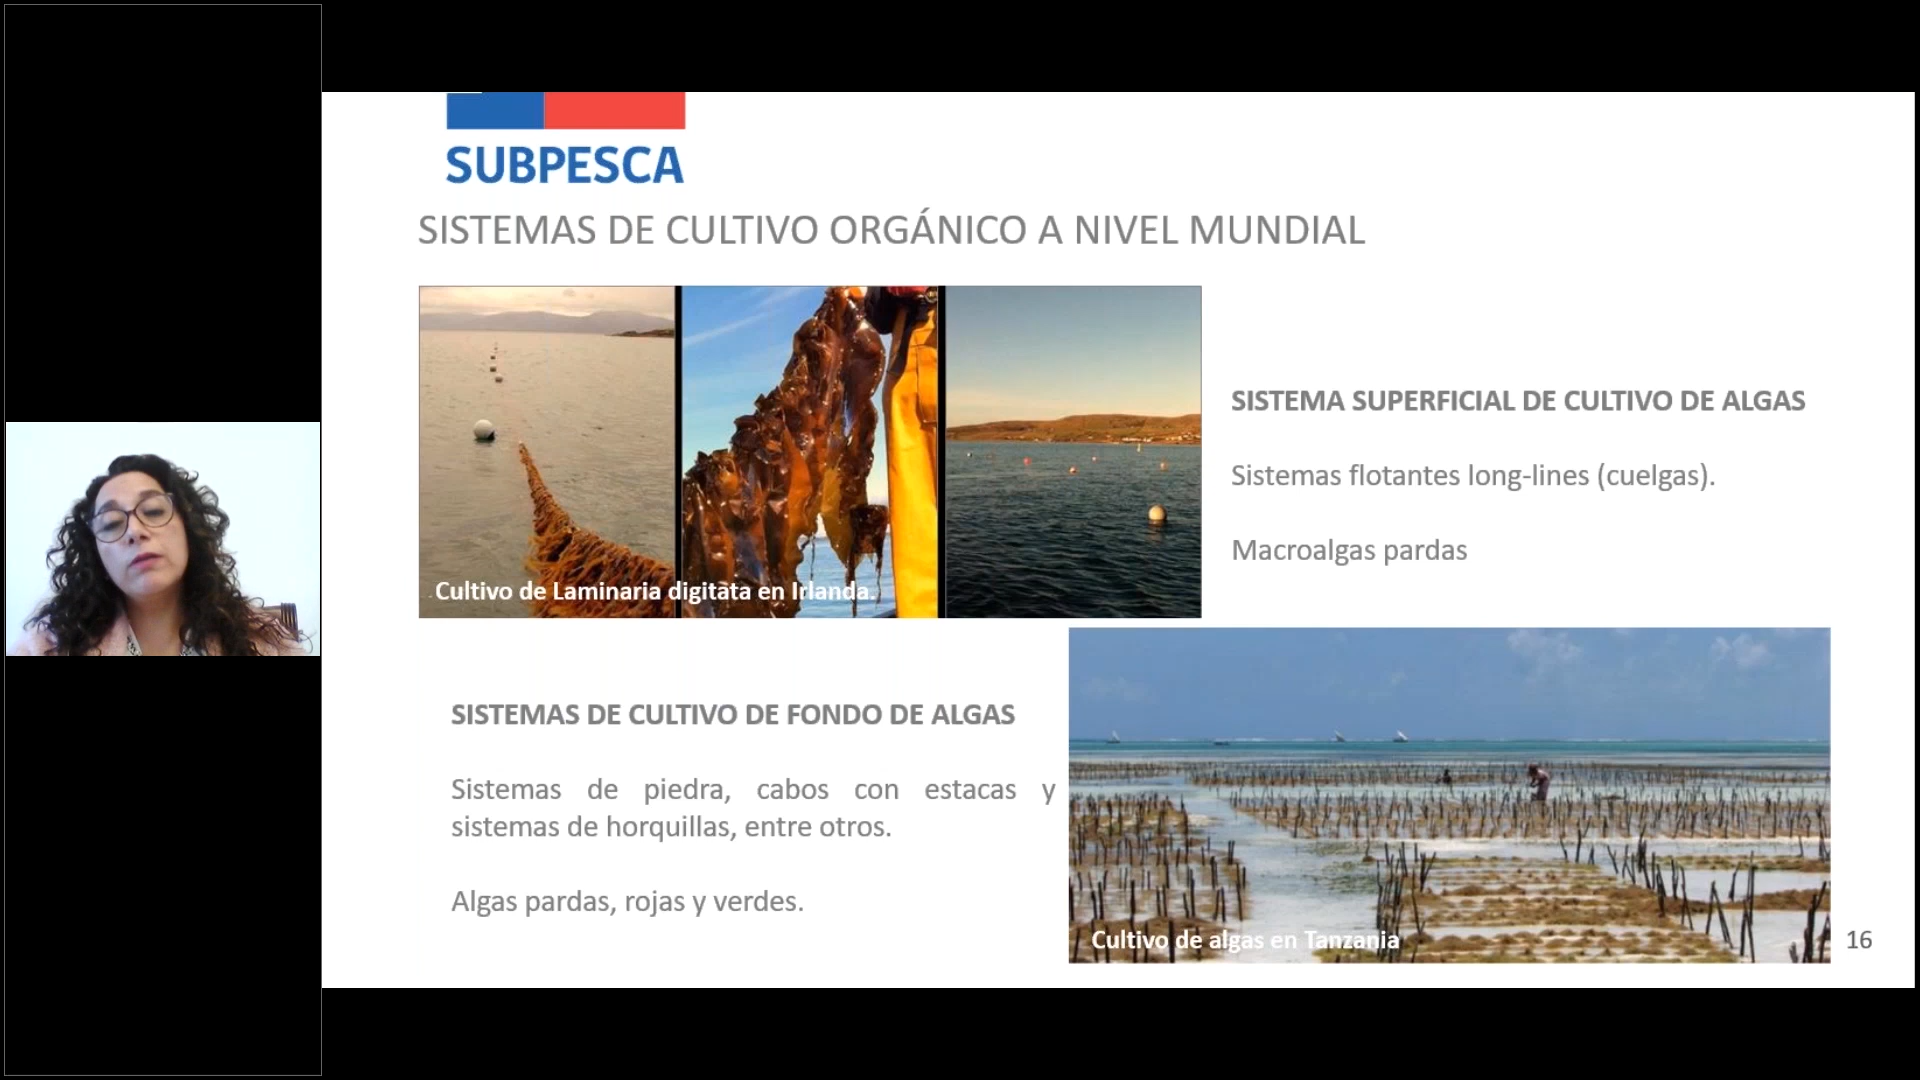 SUBPESCA
SISTEMAS DE CULTIVO ORGÁNICO A NIVEL MUNDIAL
Cultivo de Laminaria digitata en Irlanda.
SISTEMA SUPERFICIAL DE CULTIVO DE ALGAS
Sistemas flotantes long-lines (cuelgas).
Macroalgas pardas
SISTEMAS DE CULTIVO DE FONDO DE ALGAS
Sistemas de piedra, cabos con estacas y
sistemas de horquillas, entre otros.
Algas pardas, rojas y verdes.
Cultivo de algas en Tanzania
16